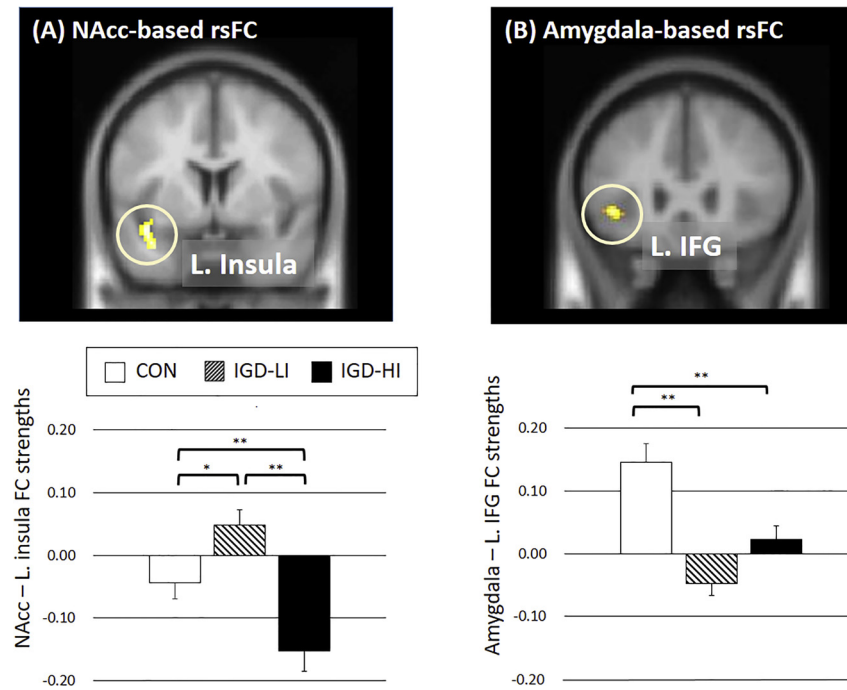 (A) NAcc-based rsFC
L. Insula
(B) Amygdala-based rsFC
L. IFG
CON IGD-LI IGD-HI
NAcc – L. insula FC strengths
0.20
0.10
0.00
-0.10
-0.20
**
* **
Amygdala – L. IFG FC strengths
0.20
0.10
0.00
-0.10
-0.20
**
**